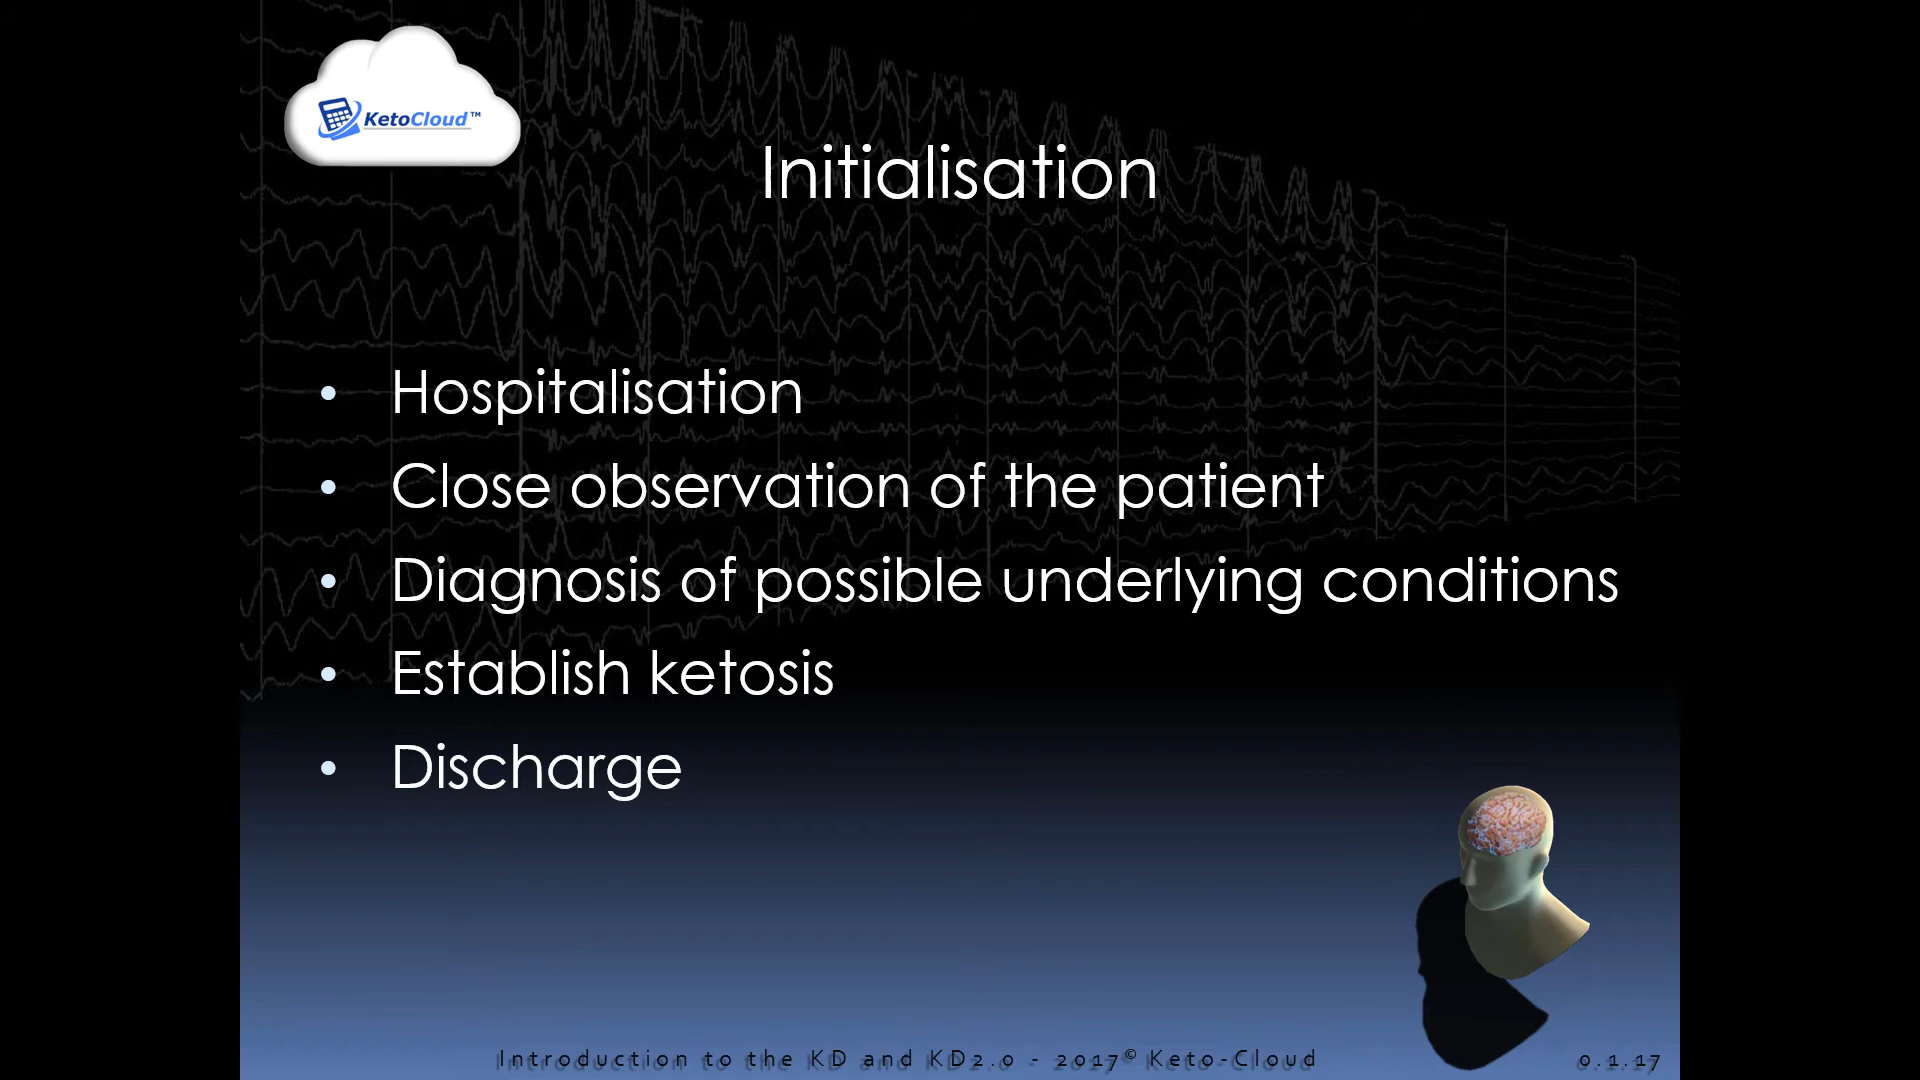 KetoCloud™
Initialisation
• Hospitalisation
• Close observation of the patient
• Diagnosis of possible underlying conditions
• Establish ketosis
• Discharge
Introduction to the KD and KD2.0 - 2017© Keto-Cloud
0.1.17